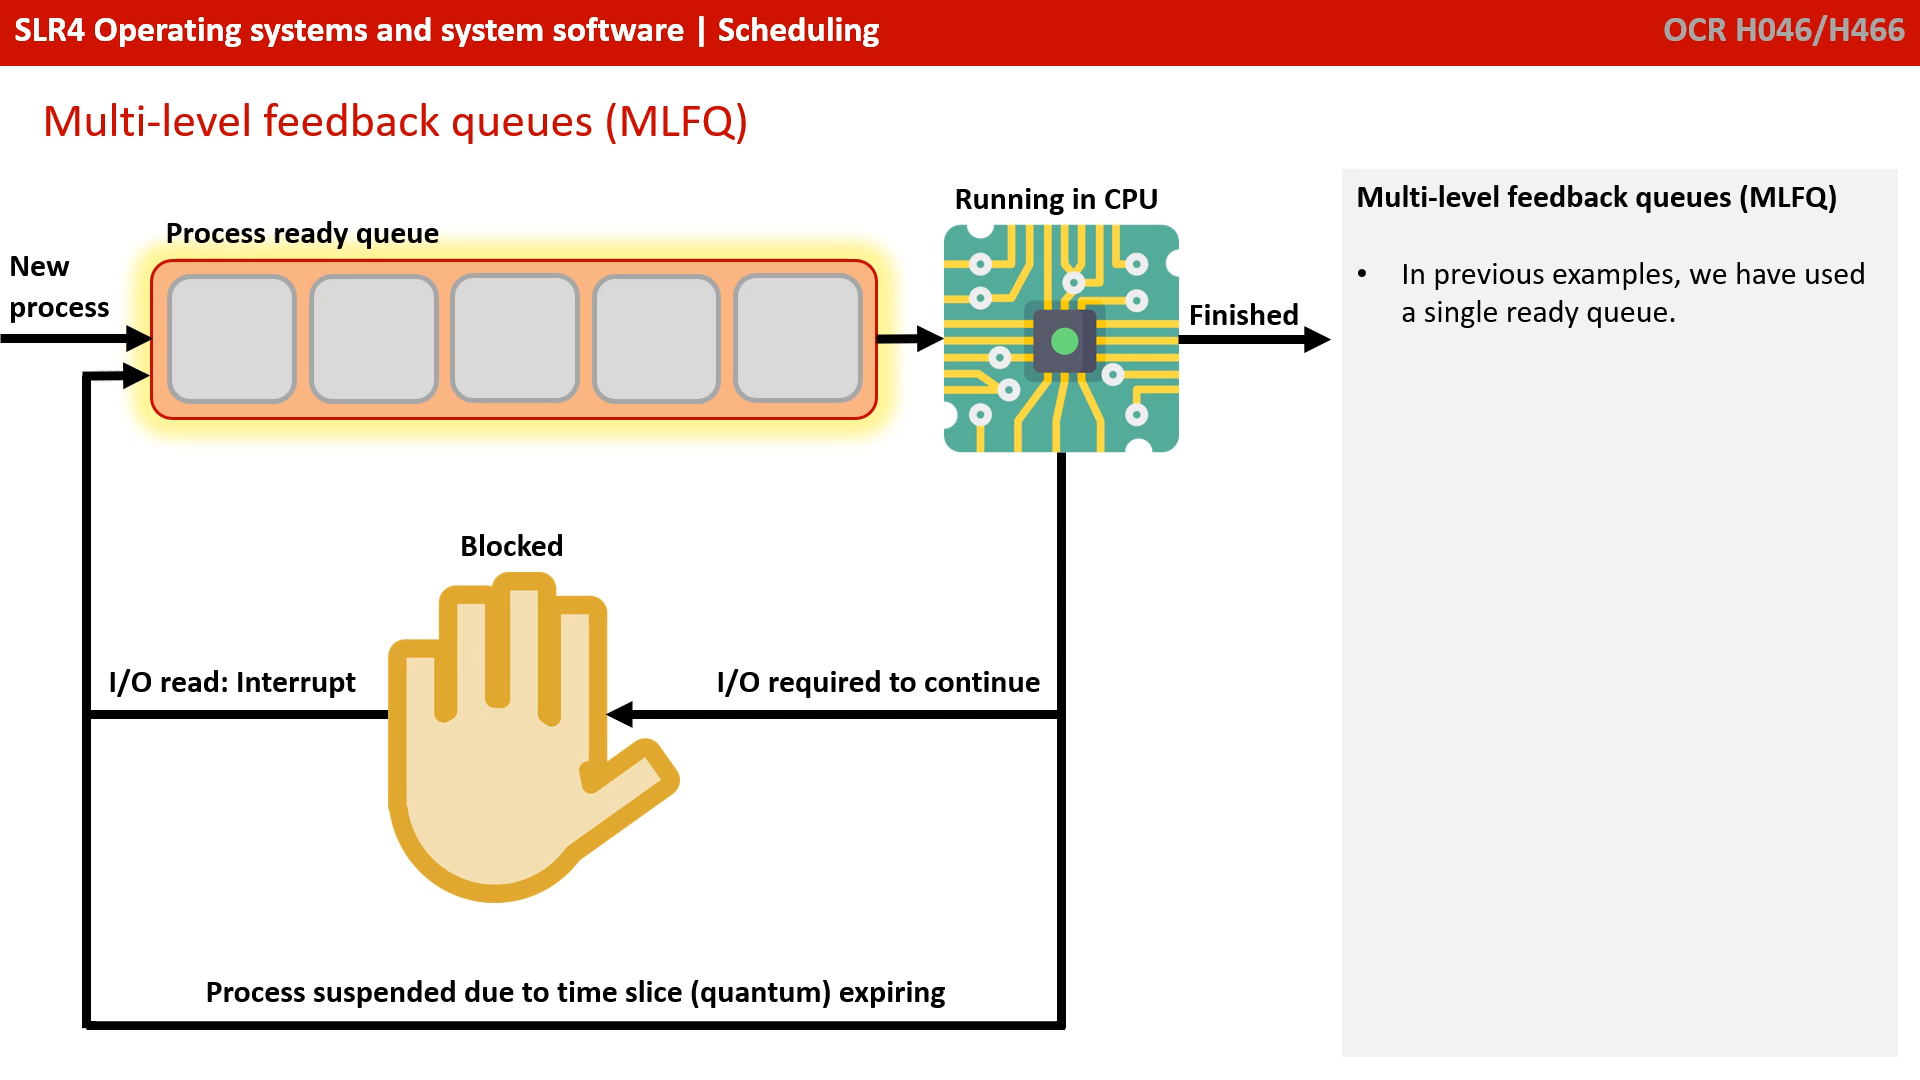 SLR4 Operating systems and system software | Scheduling
OCR H046/H466
Multi-level feedback queues (MLFQ)
New
process
Process ready queue
Running in CPU
Finished
Blocked
I/O read: Interrupt
I/O required to continue
Process suspended due to time slice (quantum) expiring
Multi-level feedback queues (MLFQ)
• In previous examples, we have used
a single ready queue.